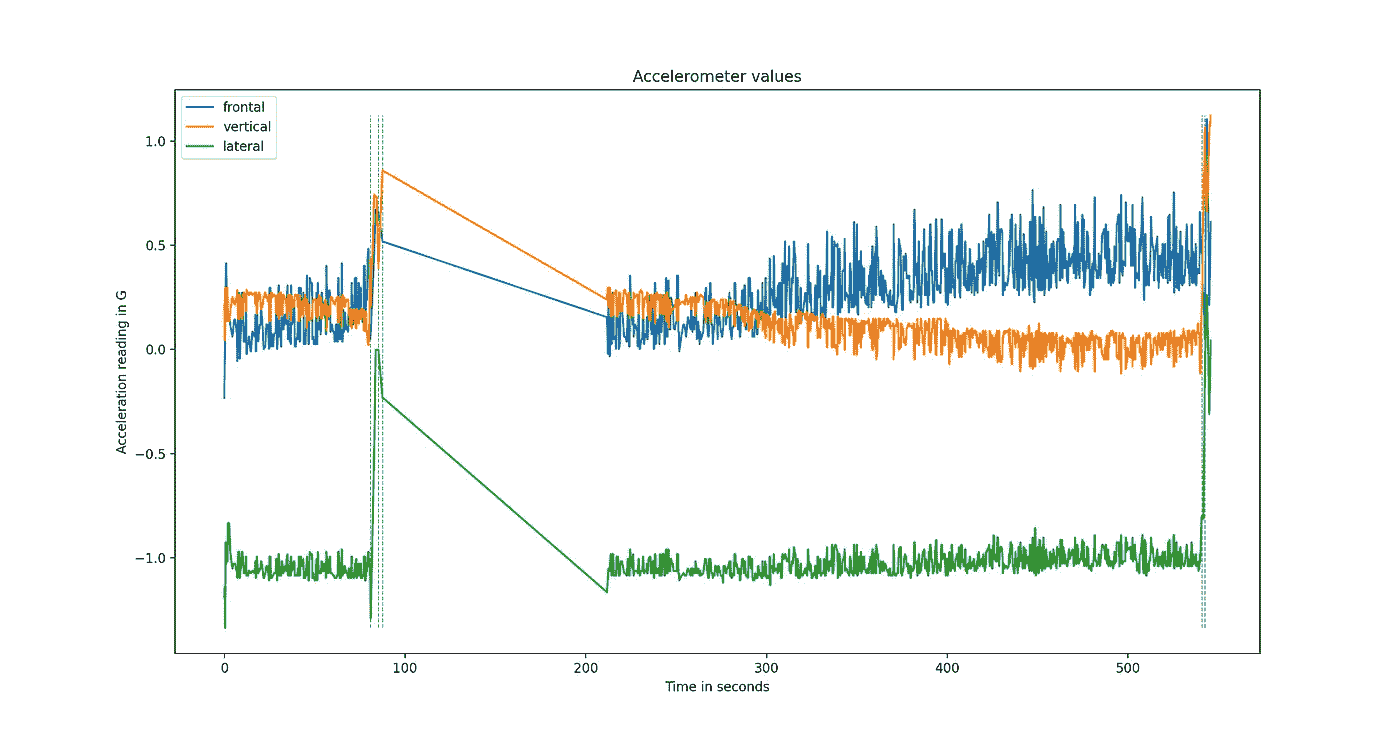 Accelerometer values
frontal
vertical
lateral
1.0
0.5
0.0
−0.5
−1.0
Acceleration reading in G
0
100
200
300
400
500
Time in seconds